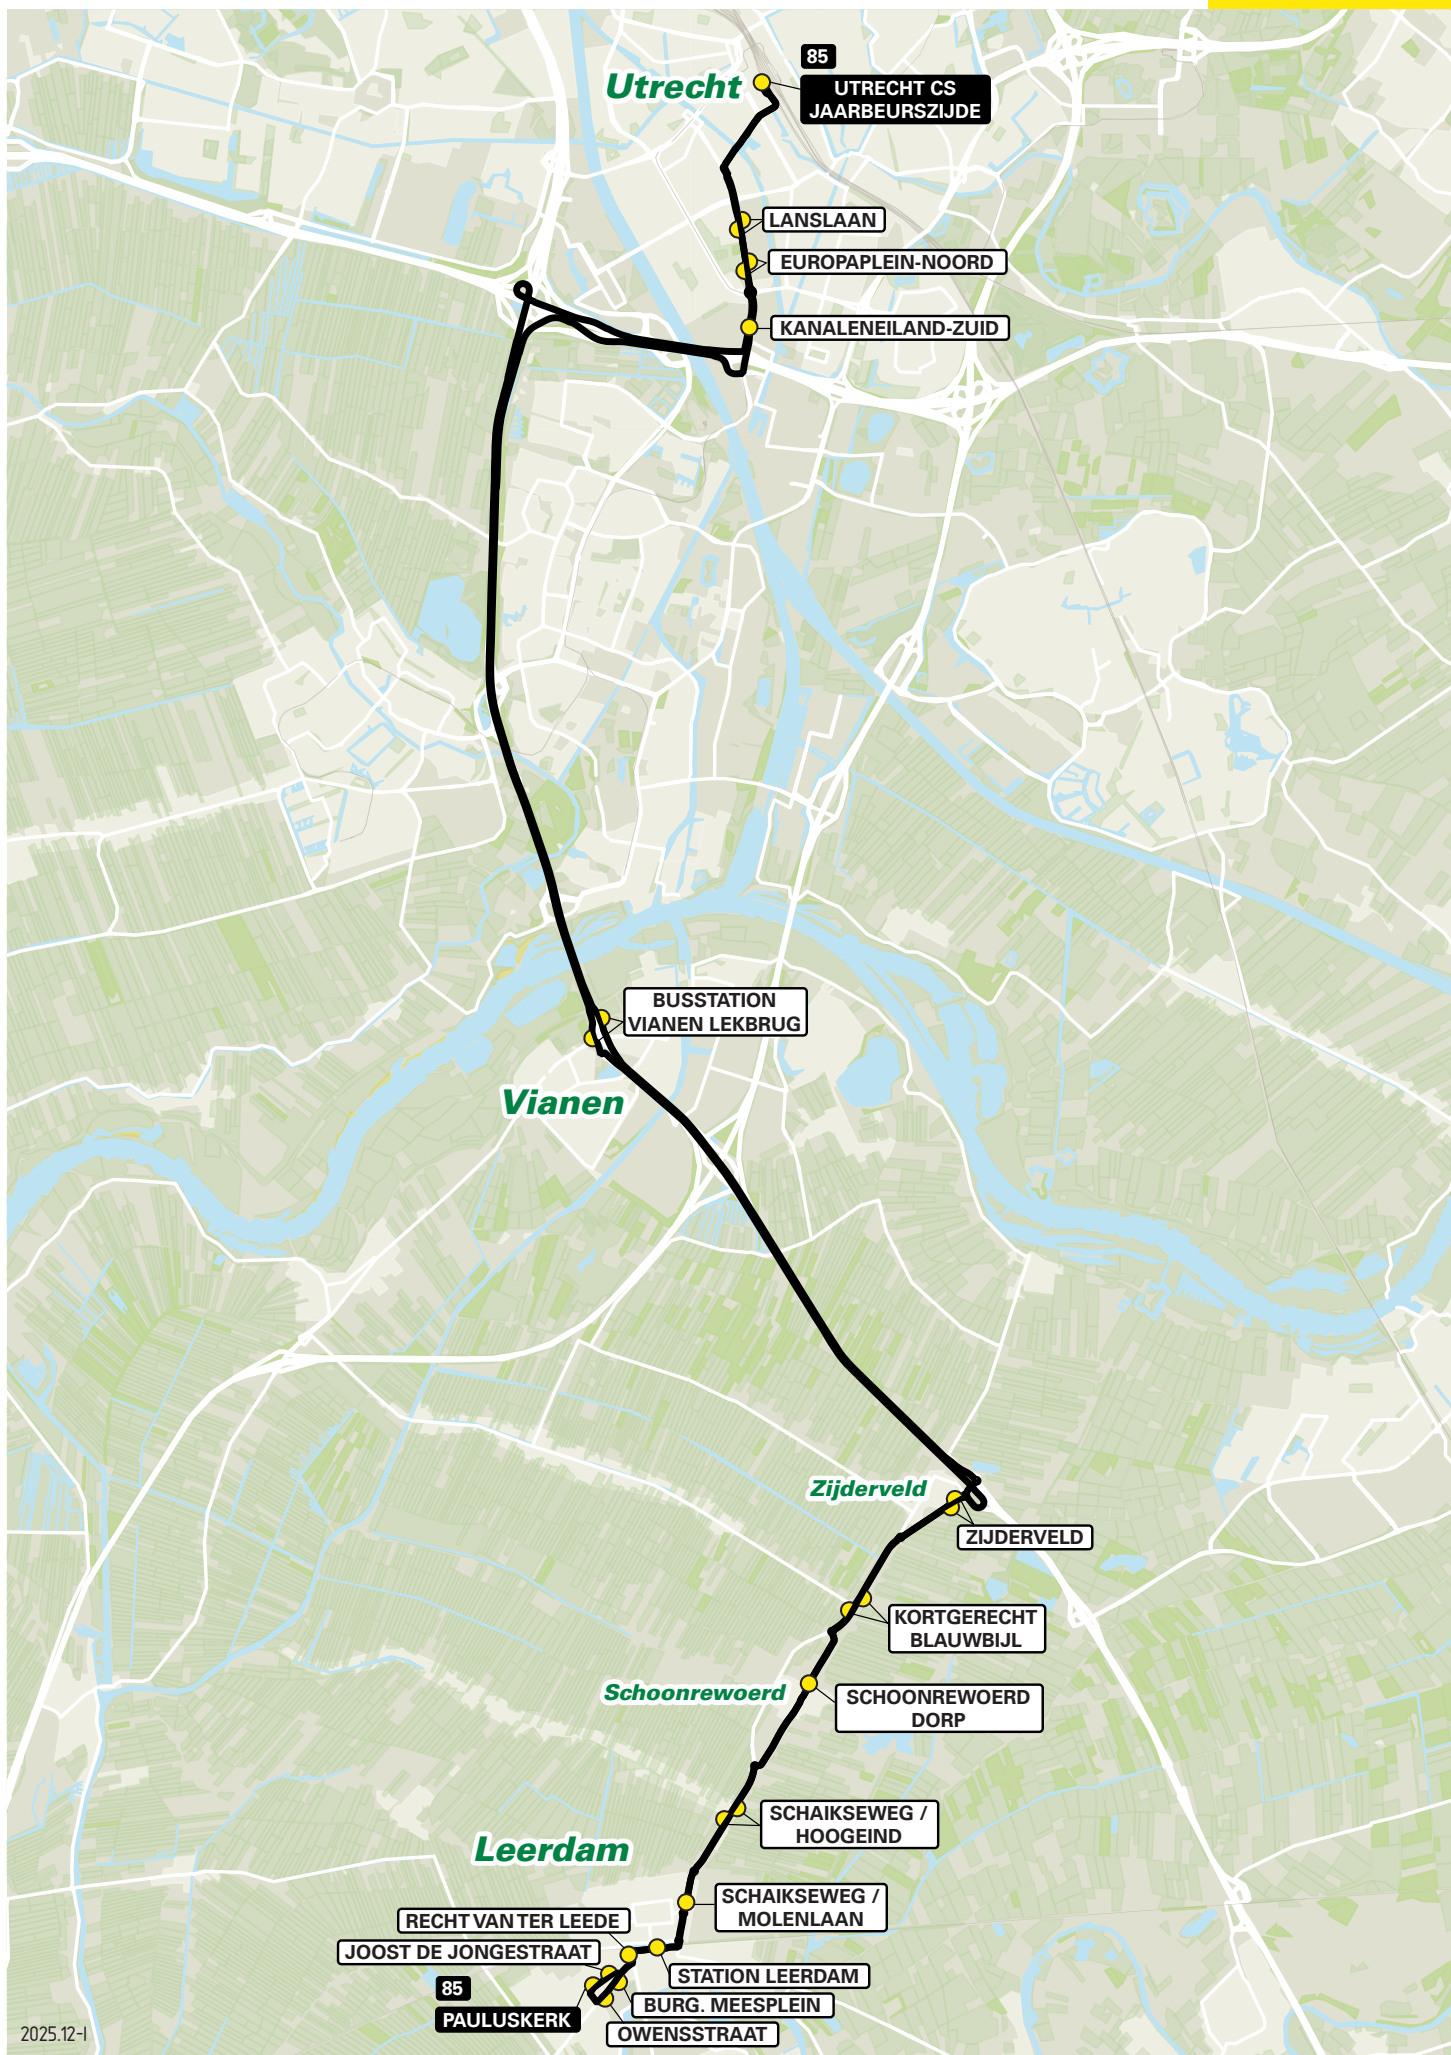 85
Utrecht
UTRECHT CS
JAARBEURSZIJDE
LANSLAAN
EUROPAPLEIN-NOORD
KANALENEILAND-ZUID
BUSSTATION
VIANEN LEKBRUG
Vianen
Zijderveld
ZIJDERVELD
KORTGERECHT
BLAUWBIJL
Schoonrewoerd
SCHOONREWOERD
DORP
SCHAIKSEWEG /
HOOGEIND
Leerdam
SCHAIKSEWEG /
MOLENLAAN
RECHT VAN TER LEEDE
JOOST DE JONGESTRAAT
STATION LEERDAM
85
BURG. MEESPLEIN
PAULUSKERK
OWENSSTRAAT
2025.12-I